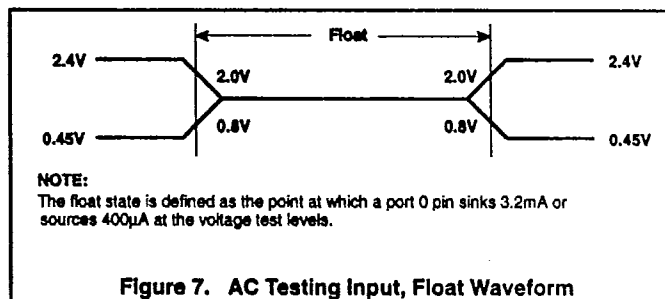 Float
2.4V
2.0V
2.0V
2.4V
0.45V
0.8V
0.8V
0.45V
NOTE:
The float state is defined as the point at which a port 0 pin sinks 3.2mA or
sources 400μA at the voltage test levels.
Figure 7. AC Testing Input, Float Waveform